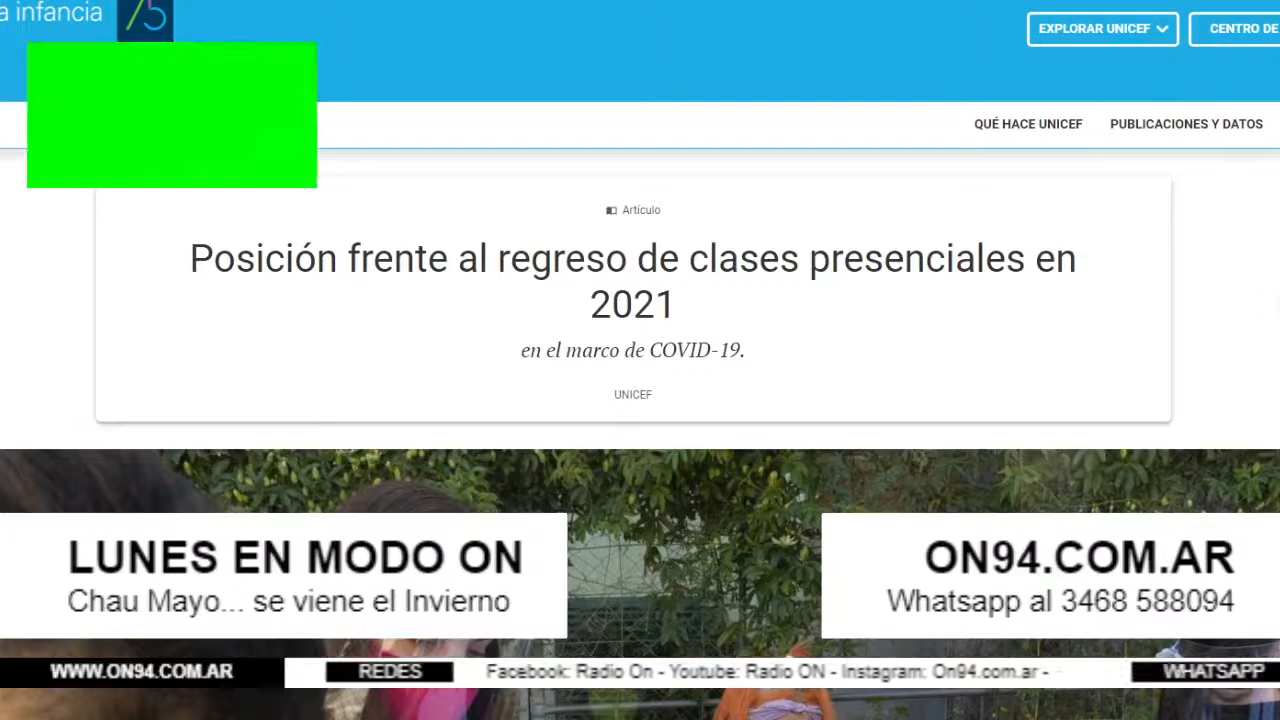 a infancia 75
EXPLORAR UNICEF
CENTRO DE
QUÉ HACE UNICEF
PUBLICACIONES Y DATOS
Artículo
Posición frente al regreso de clases presenciales en
2021
en el marco de COVID-19.
UNICEF
LUNES EN MODO ON
Chau Mayo... se viene el Invierno
ON94.COM.AR
Whatsapp al 3468 588094
WWW.ON94.COM.AR
REDES
Facebook: Radio On - Youtube: Radio ON - Instagram: On94.com.ar -
WHATSAPP